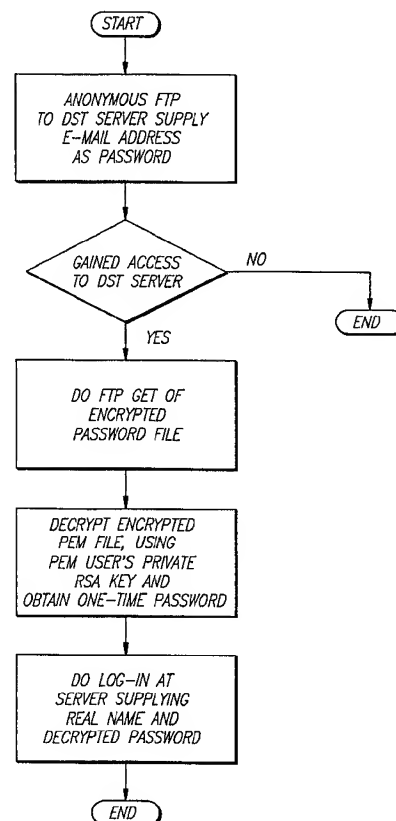 START
ANONYMOUS FTP
TO DST SERVER SUPPLY
E-MAIL ADDRESS
AS PASSWORD
GAINED ACCESS
TO DST SERVER
NO
END
YES
DO FTP GET OF
ENCRYPTED
PASSWORD FILE
DECRYPT ENCRYPTED
PEM FILE, USING
PEM USER'S PRIVATE
RSA KEY AND
OBTAIN ONE-TIME PASSWORD
DO LOG-IN AT
SERVER SUPPLYING
REAL NAME AND
DECRYPTED PASSWORD
END